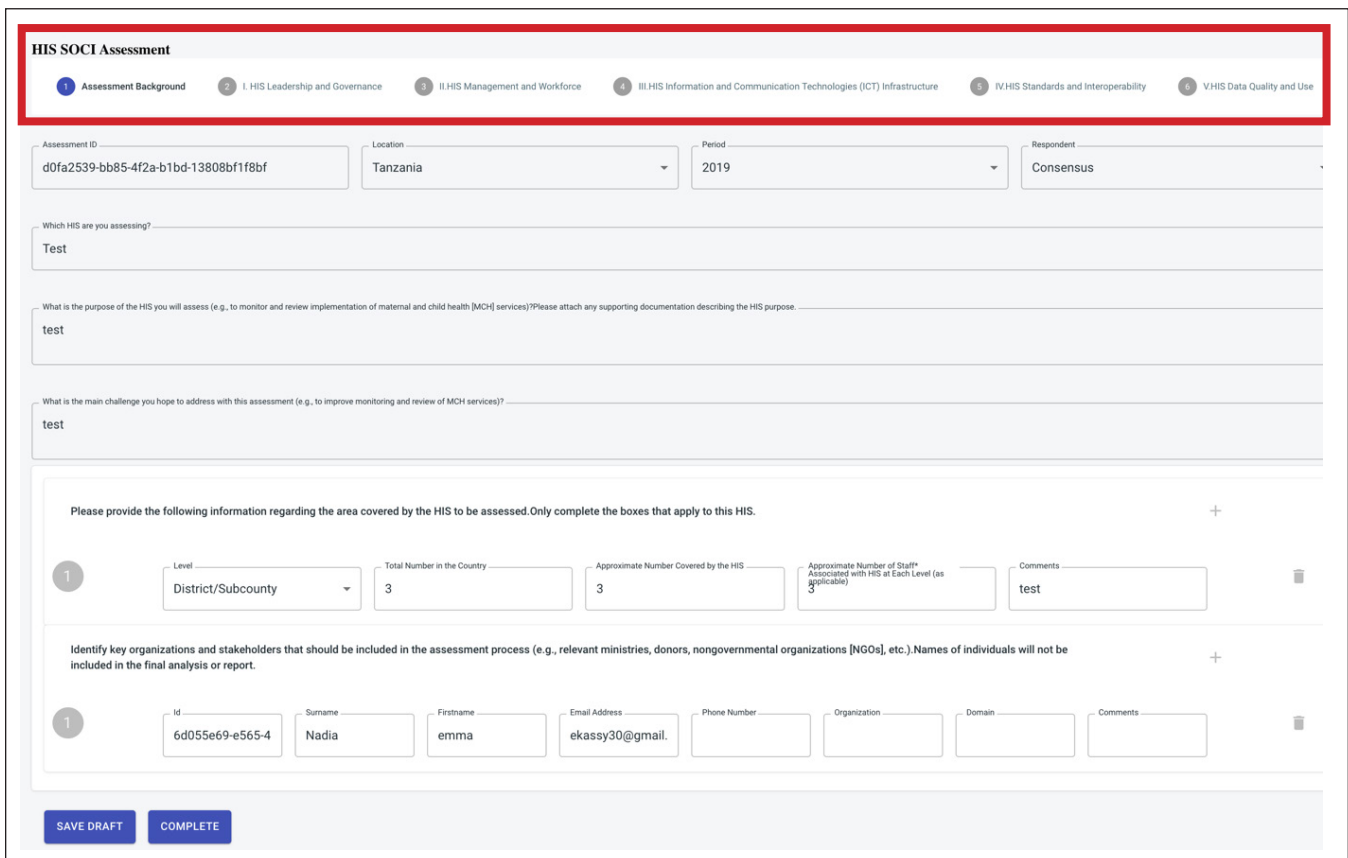 HIS SOCI Assessment
1 Assessment Background 2 I. HIS Leadership and Governance 3 II.HIS Management and Workforce 4 III.HIS Information and Communication Technologies (ICT) Infrastructure 5 IV.HIS Standards and Interoperability 6 V.HIS Data Quality and Use
Assessment ID Location Period Respondent
d0fa2539-bb85-4f2a-b1bd-13808bf1f8bf Tanzania 2019 Consensus
Which HIS are you assessing?
Test
What is the purpose of the HIS you will assess (e.g., to monitor and review implementation of maternal and child health [MCH] services)?Please attach any supporting documentation describing the HIS purpose.
test
What is the main challenge you hope to address with this assessment (e.g., to improve monitoring and review of MCH services)?
test
Please provide the following information regarding the area covered by the HIS to be assessed.Only complete the boxes that apply to this HIS.
Level Total Number in the Country Approximate Number Covered by the HIS Approximate Number of Staff* Comments
Associated with HIS at Each Level (as
applicable)
1 District/Subcounty 3 3 3 test
Identify key organizations and stakeholders that should be included in the assessment process (e.g., relevant ministries, donors, nongovernmental organizations [NGOs], etc.).Names of individuals will not be
included in the final analysis or report.
Id Surname Firstname Email Address Phone Number Organization Domain Comments
1 6d055e69-e565-4 Nadia emma ekassy30@gmail.
SAVE DRAFT COMPLETE